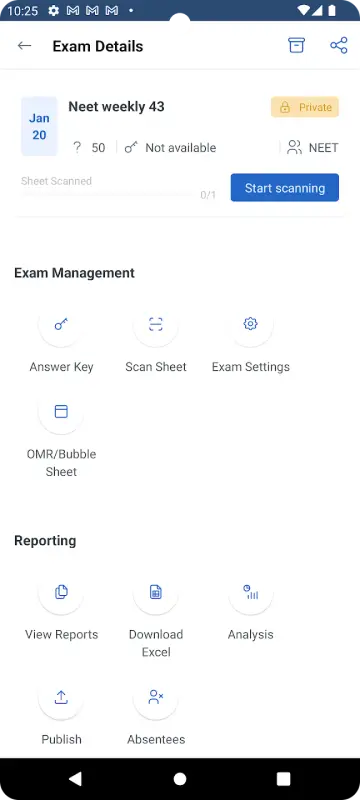 10:25
Exam Details
Neet weekly 43
Private
Jan
20
? 50
Not available
NEET
Sheet Scanned
0/1
Start scanning
Exam Management
Answer Key
Scan Sheet
Exam Settings
OMR/Bubble
Sheet
Reporting
View Reports
Download
Excel
Analysis
Publish
Absentees